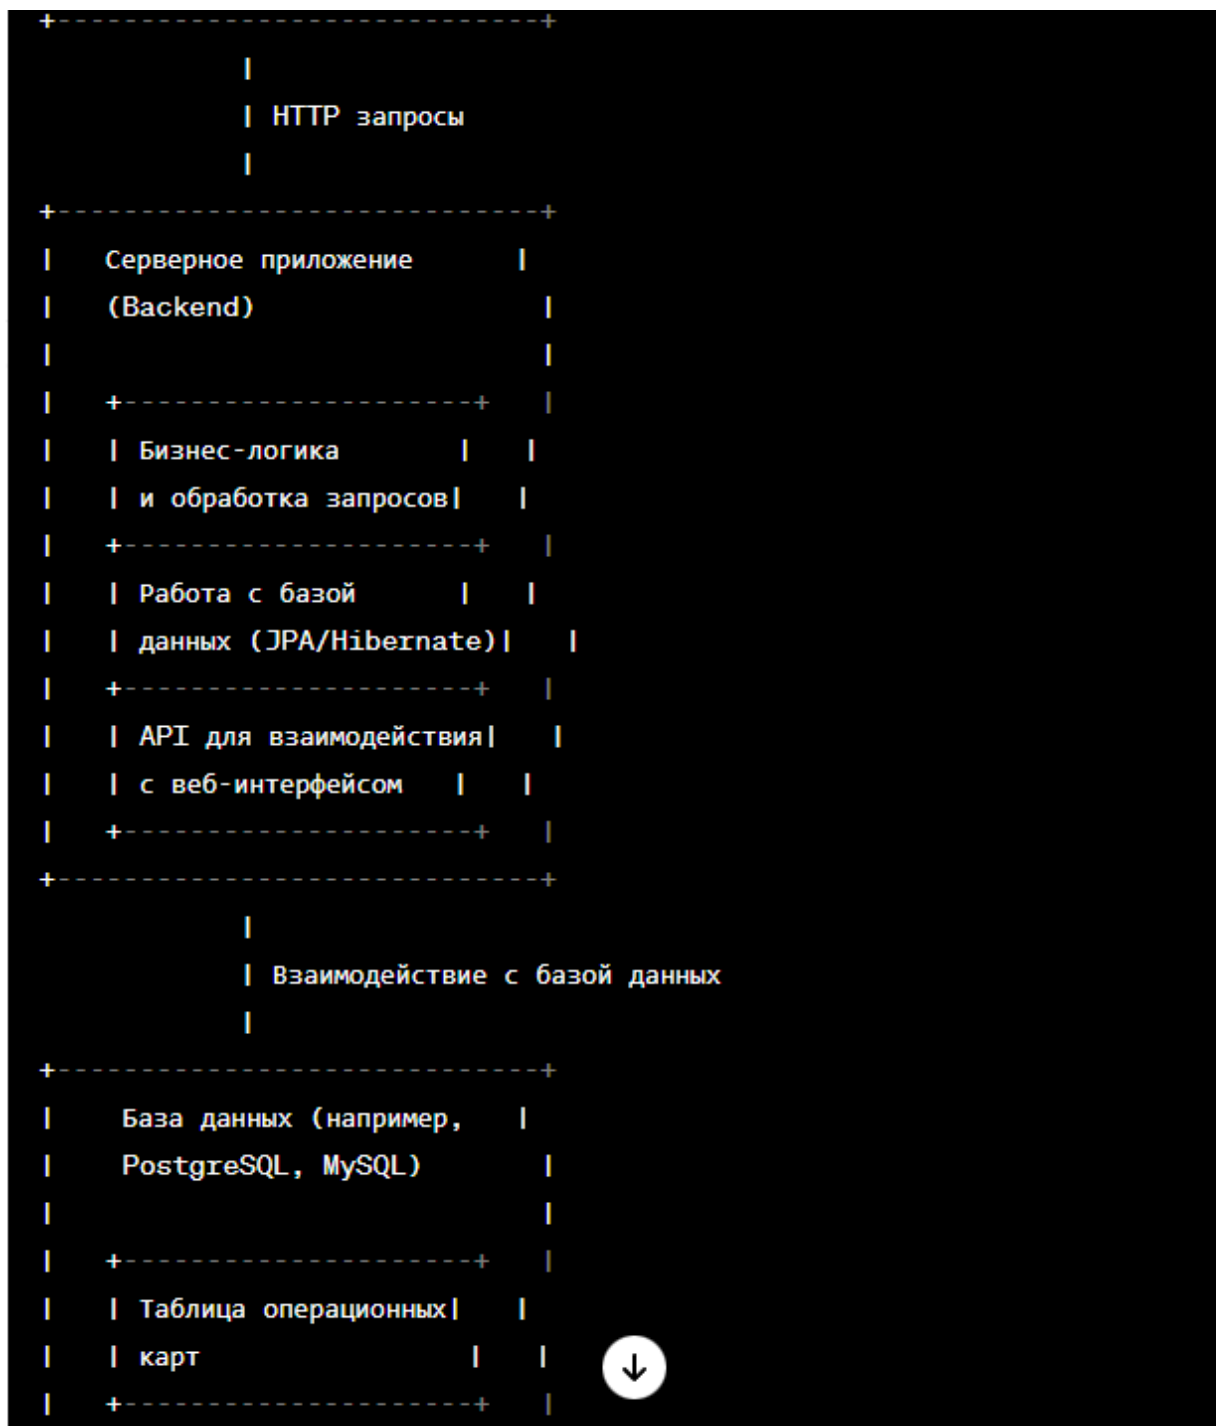 +-----------------------------+
|
| HTTP запросы
|
+-----------------------------+
|   Серверное приложение      |
|   (Backend)                 |
|                             |
|   +---------------------+   |
|   | Бизнес-логика       |   |
|   | и обработка запросов|   |
|   +---------------------+   |
|   | Работа с базой      |   |
|   | данных (JPA/Hibernate)|   |
|   +---------------------+   |
|   | API для взаимодействия|   |
|   | с веб-интерфейсом   |   |
|   +---------------------+   |
+-----------------------------+
|
| Взаимодействие с базой данных
|
+-----------------------------+
|    База данных (например,   |
|    PostgreSQL, MySQL)       |
|                             |
|   +---------------------+   |
|   | Таблица операционных|   |
|   | карт                |   |
|   +---------------------+   |